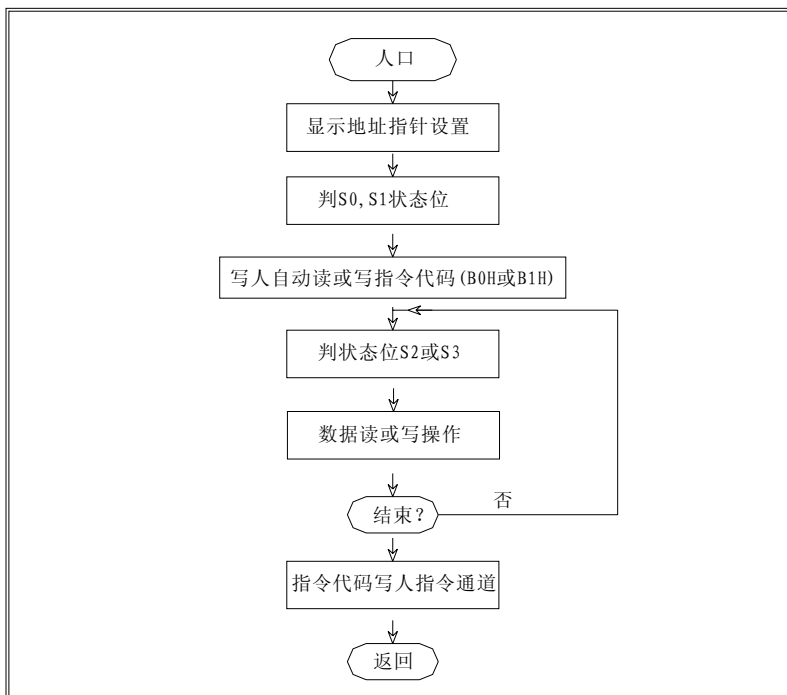 人口
显示地址指针设置
判S0,S1状态位
写人自动读或写指令代码(B0H或B1H)
判状态位S2或S3
数据读或写操作
结束?
否
指令代码写人指令通道
返回